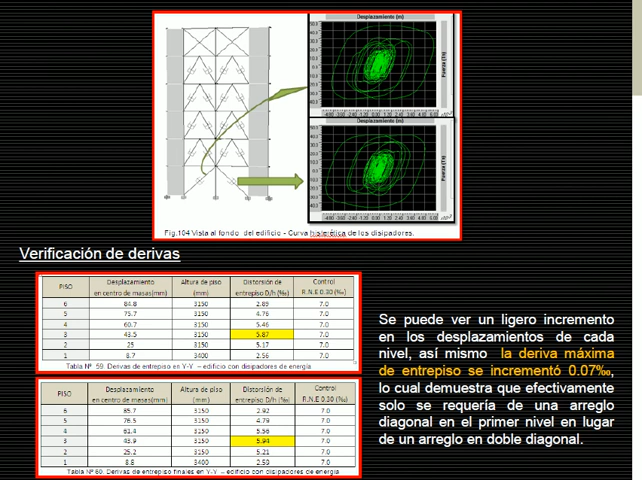 Desplazamiento (m)
Fuerza (Tn)
Desplazamiento (m)
Fuerza (Tn)
Fig.104 Vista al fondo del edificio - Curva histerética de los disipadores.
Verificación de derivas
PISO Desplazamiento en centro de masas(mm) Altura de piso (mm) Distorsión de entrepiso D/h (‰) Control R.N.E 0.30 (‰)
6 84.8 3150 2.89 7.0
5 75.7 3150 4.76 7.0
4 60.7 3150 5.46 7.0
3 43.5 3150 5.87 7.0
2 25 3150 5.17 7.0
1 8.7 3400 2.56 7.0
Tabla Nº 59. Derivas de entrepiso en Y-Y – edificio con disipadores de energía
PISO Desplazamiento en centro de masas(mm) Altura de piso (mm) Distorsión de entrepiso D/h (‰) Control R.N.E 0.30 (‰)
6 85.7 3150 2.92 7.0
5 76.5 3150 4.79 7.0
4 61.4 3150 5.56 7.0
3 43.9 3150 5.94 7.0
2 25.2 3150 5.21 7.0
1 8.8 3400 2.59 7.0
Tabla Nº 60. Derivas de entrepiso finales en Y-Y – edificio con disipadores de energía
Se puede ver un ligero incremento
en los desplazamientos de cada
nivel, así mismo la deriva máxima
de entrepiso se incrementó 0.07‰,
lo cual demuestra que efectivamente
solo se requería de una arreglo
diagonal en el primer nivel en lugar
de un arreglo en doble diagonal.